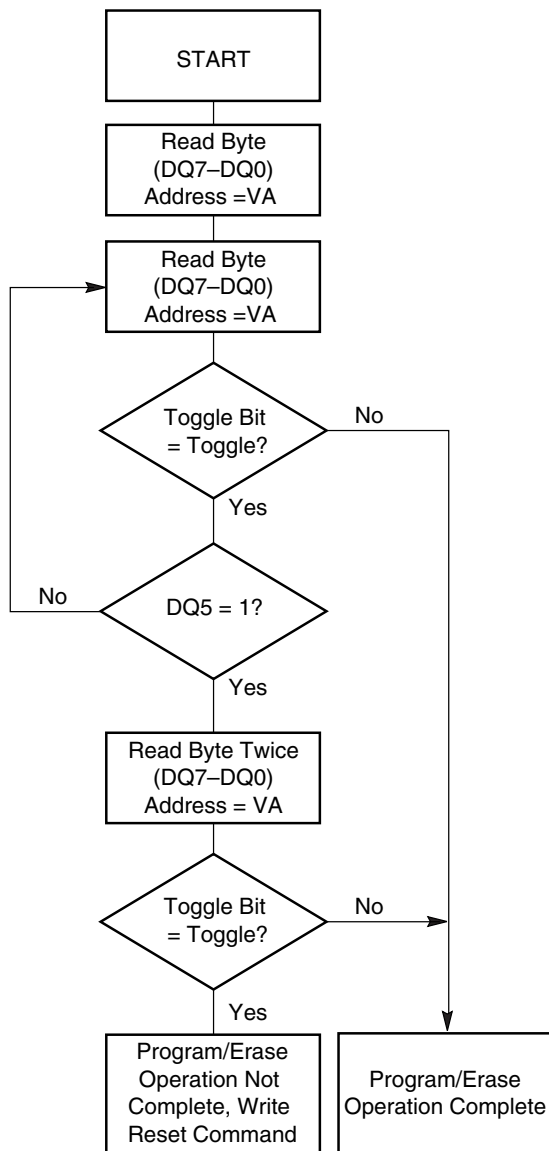 START
Read Byte
(DQ7–DQ0)
Address =VA
Read Byte
(DQ7–DQ0)
Address =VA
Toggle Bit
= Toggle?
No
Yes
No
DQ5 = 1?
Yes
Read Byte Twice
(DQ7–DQ0)
Address = VA
Toggle Bit
= Toggle?
No
Yes
Program/Erase
Operation Not
Complete, Write
Reset Command
Program/Erase
Operation Complete